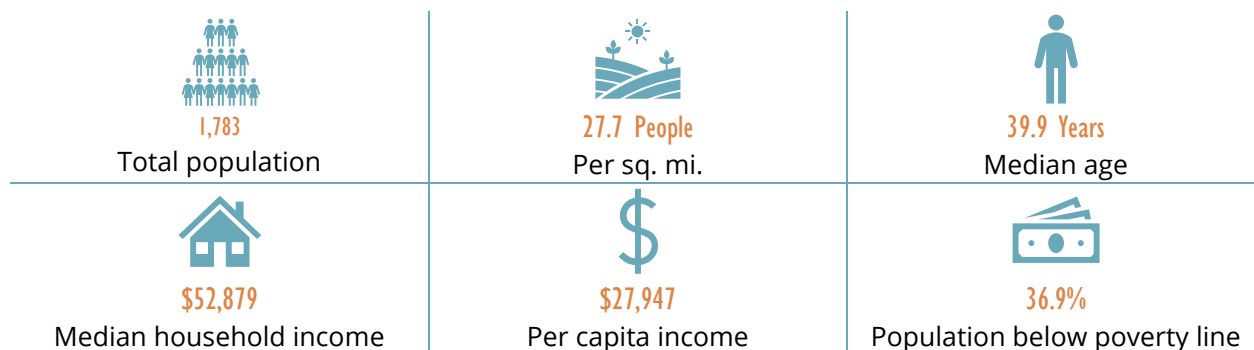 1,783
Total population
27.7 People
Per sq. mi.
39.9 Years
Median age
$52,879
Median household income
$27,947
Per capita income
36.9%
Population below poverty line